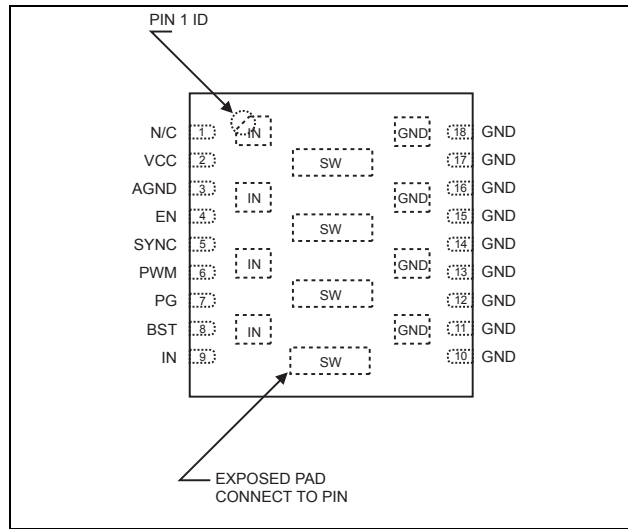 PIN 1 ID
N/C 1 IN GND 18 GND
VCC 2 SW 17 GND
AGND 3 IN GND 16 GND
EN 4 SW 15 GND
SYNC 5 14 GND
PWM 6 IN GND 13 GND
PG 7 SW 12 GND
BST 8 IN GND 11 GND
IN 9 SW 10 GND
EXPOSED PAD
CONNECT TO PIN